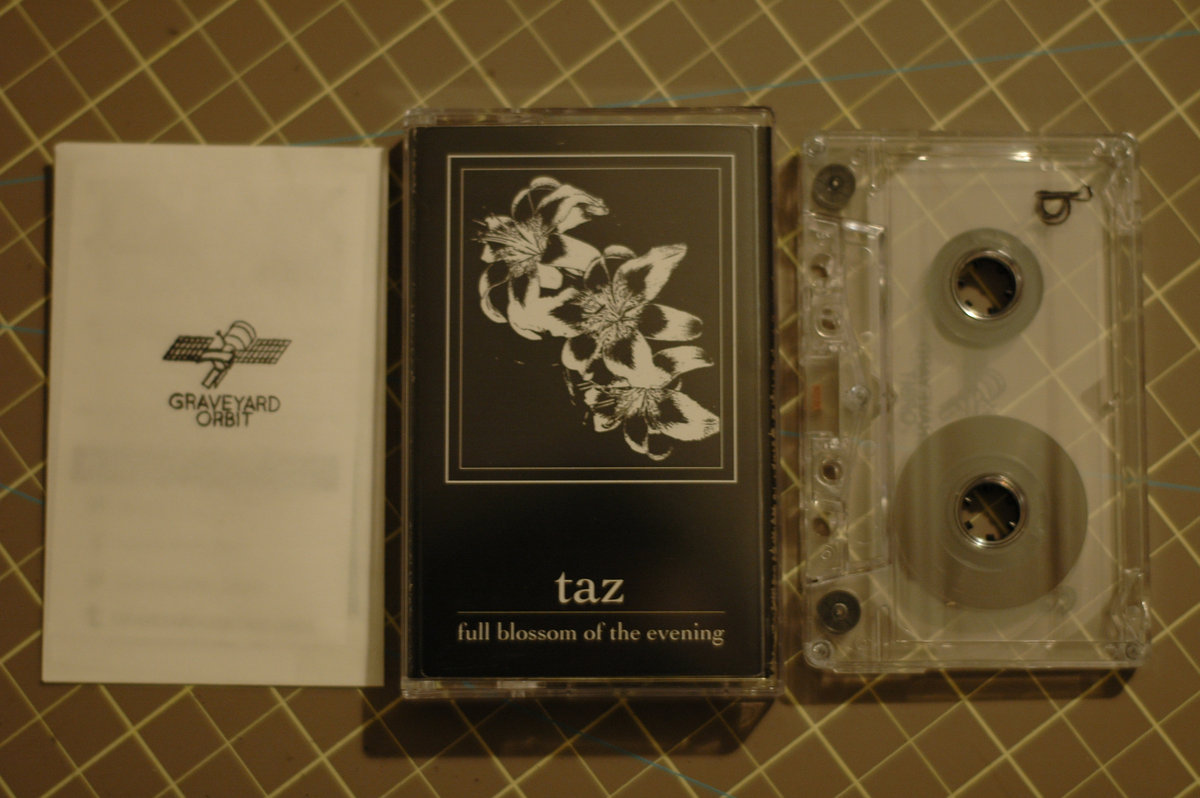 GRAVEYARD
ORBIT
taz
full blossom of the evening